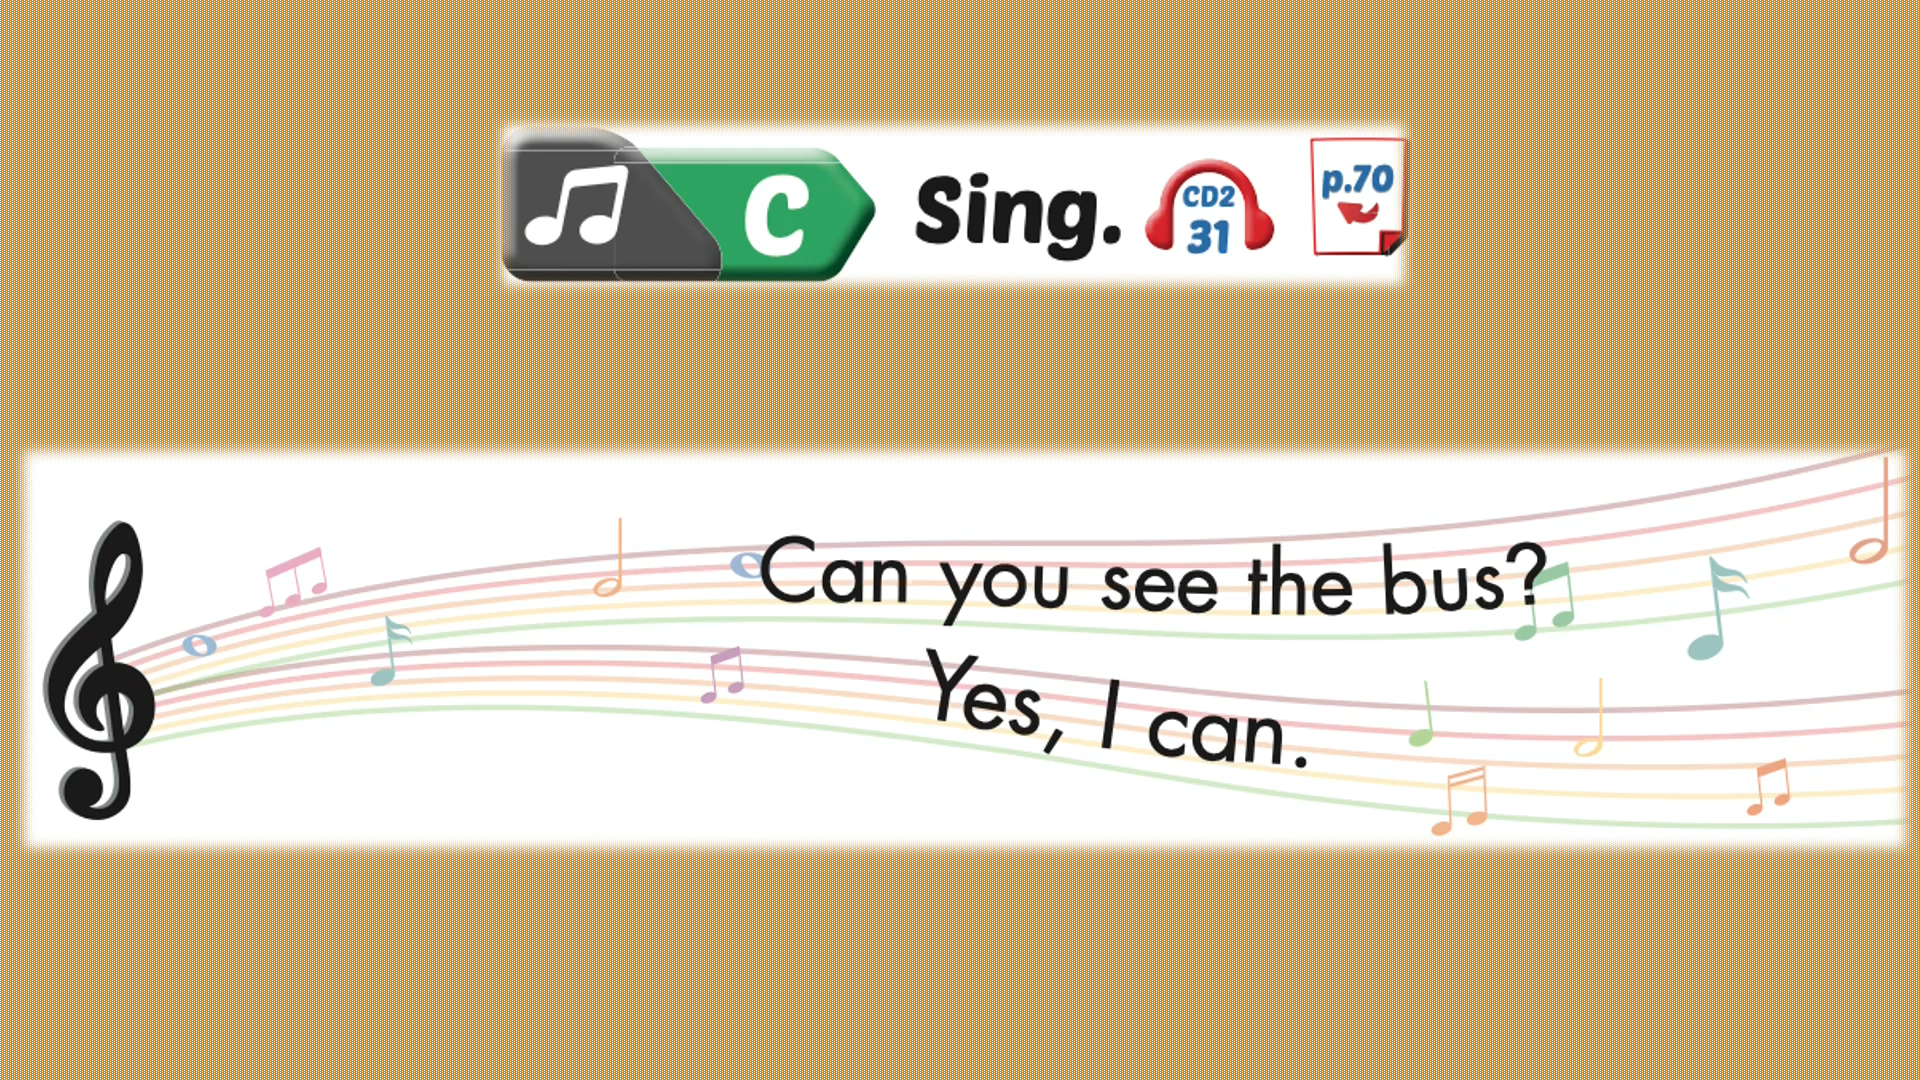 C Sing. CD2 31 p.70
Can you see the bus?
Yes, I can.